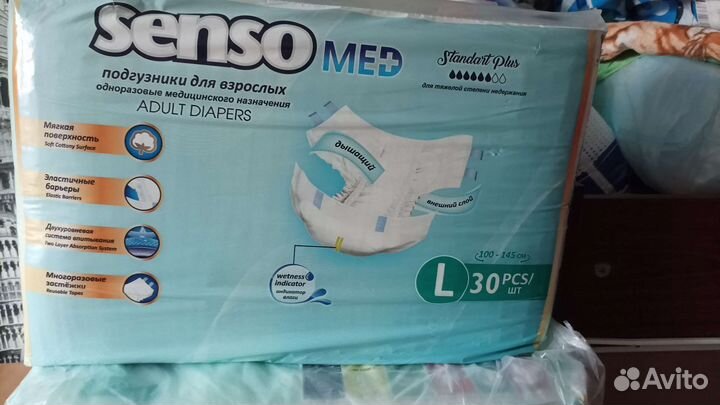 senso MED
Standart Plus
для тяжелой степени недержания
подгузники для взрослых
одноразовые медицинского назначения
ADULT DIAPERS
Мягкая
поверхность
Soft Cottony Surface
Эластичные
барьеры
Elastic Barriers
Двухуровневая
система впитывания
Two Layer Absorption System
Многоразовые
застёжки
Reusable Tapes
дышащий
внешний слой
wetness
indicator
индикатор
влаги
100 - 145 см
L 30 PCS/
шт
Avito